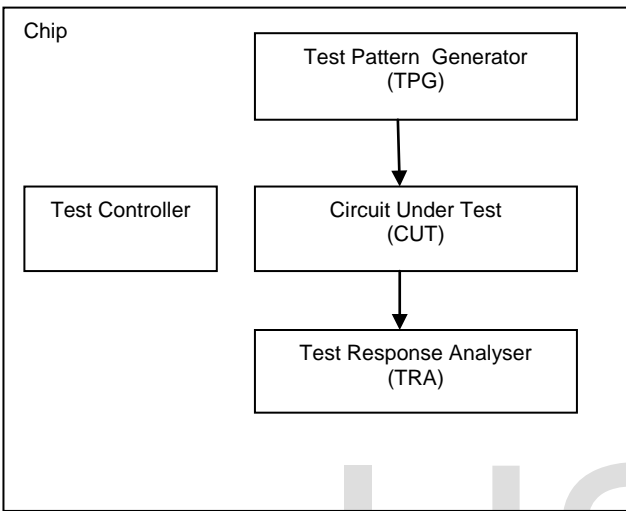 Chip
Test Pattern Generator
(TPG)
Test Controller
Circuit Under Test
(CUT)
Test Response Analyser
(TRA)